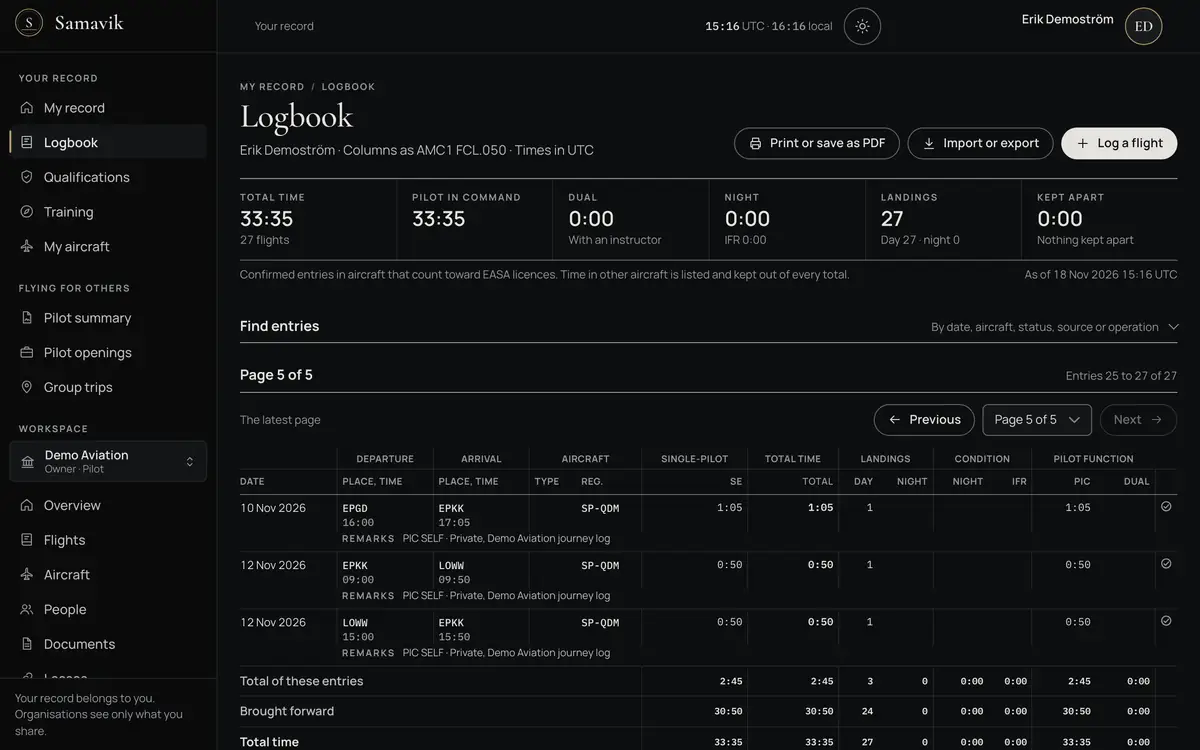 S Samavik
YOUR RECORD
My record
Logbook
Qualifications
Training
My aircraft
FLYING FOR OTHERS
Pilot summary
Pilot openings
Group trips
WORKSPACE
Demo Aviation
Owner · Pilot
Overview
Flights
Aircraft
People
Documents
Your record belongs to you.
Organisations see only what you
share.
Your record
15:16 UTC · 16:16 local
Erik Demoström
ED
MY RECORD / LOGBOOK
Logbook
Erik Demoström · Columns as AMC1 FCL.050 · Times in UTC
Print or save as PDF
Import or export
+ Log a flight
TOTAL TIME
33:35
27 flights
PILOT IN COMMAND
33:35
DUAL
0:00
With an instructor
NIGHT
0:00
IFR 0:00
LANDINGS
27
Day 27 · night 0
KEPT APART
0:00
Nothing kept apart
Confirmed entries in aircraft that count toward EASA licences. Time in other aircraft is listed and kept out of every total.
As of 18 Nov 2026 15:16 UTC
Find entries
By date, aircraft, status, source or operation
Page 5 of 5
Entries 25 to 27 of 27
The latest page
← Previous
Page 5 of 5
Next →
DEPARTURE ARRIVAL AIRCRAFT SINGLE-PILOT TOTAL TIME LANDINGS CONDITION PILOT FUNCTION
DATE PLACE, TIME PLACE, TIME TYPE REG. SE TOTAL DAY NIGHT NIGHT IFR PIC DUAL
10 Nov 2026 EPGD EPKK SP-QDM 1:05 1:05 1 1:05
16:00 17:05
REMARKS PIC SELF · Private, Demo Aviation journey log
12 Nov 2026 EPKK LOWW SP-QDM 0:50 0:50 1 0:50
09:00 09:50
REMARKS PIC SELF · Private, Demo Aviation journey log
12 Nov 2026 LOWW EPKK SP-QDM 0:50 0:50 1 0:50
15:00 15:50
REMARKS PIC SELF · Private, Demo Aviation journey log
Total of these entries 2:45 2:45 3 0 0:00 0:00 2:45 0:00
Brought forward 30:50 30:50 24 0 0:00 0:00 30:50 0:00
Total time 33:35 33:35 27 0 0:00 0:00 33:35 0:00